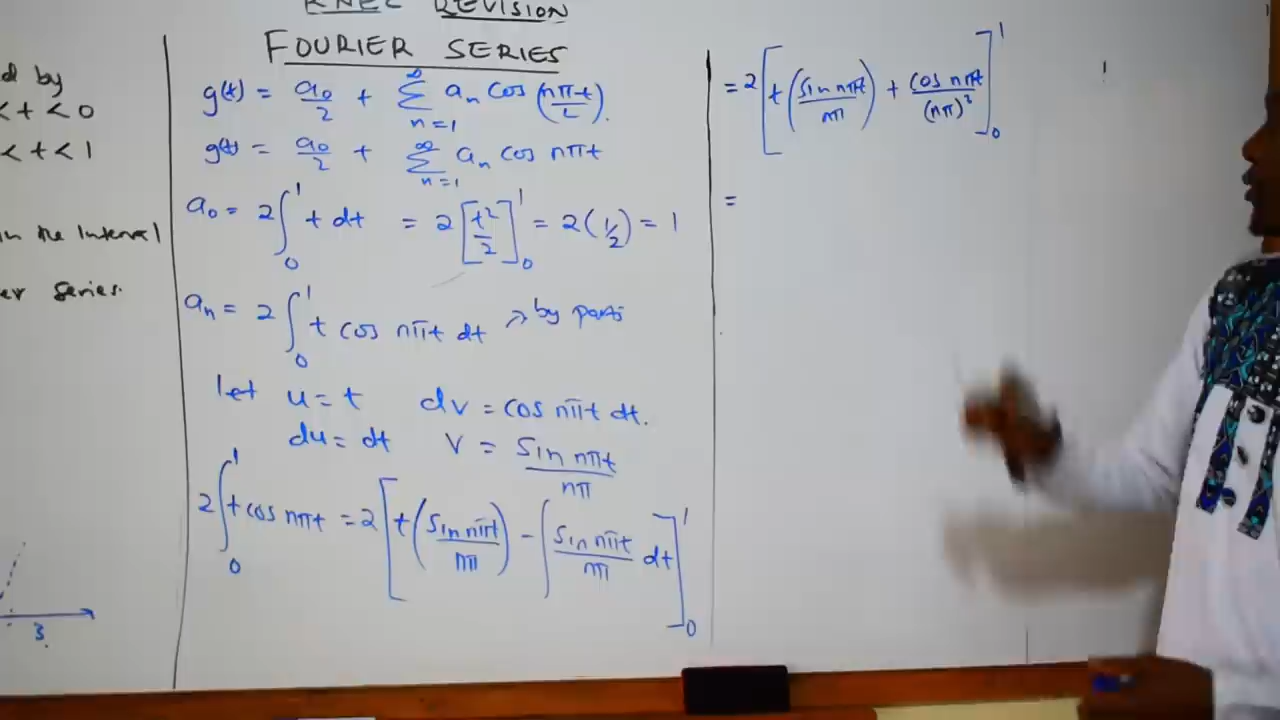 KNEC REVISION
FOURIER SERIES
d by
< t < 0
< t < 1
in the Interval
er series.
3.
g(t) = a₀/2 + ∑_{n=1}^{∞} aₙ cos (nπt/L).
g(t) = a₀/2 + ∑_{n=1}^{∞} aₙ cos nπt
a₀ = 2∫₀¹ t dt = 2[t²/2]₀¹ = 2(1/2) = 1
aₙ = 2∫₀¹ t cos nπt dt → by parts
let u = t dv = cos nπt dt.
du = dt v = sin nπt/nπ
2∫₀¹ t cos nπt = 2[t(sin nπt/nπ) - ∫ sin nπt/nπ dt]₀¹
= 2[t(sin nπt/nπ) + cos nπt/(nπ)²]₀¹
=